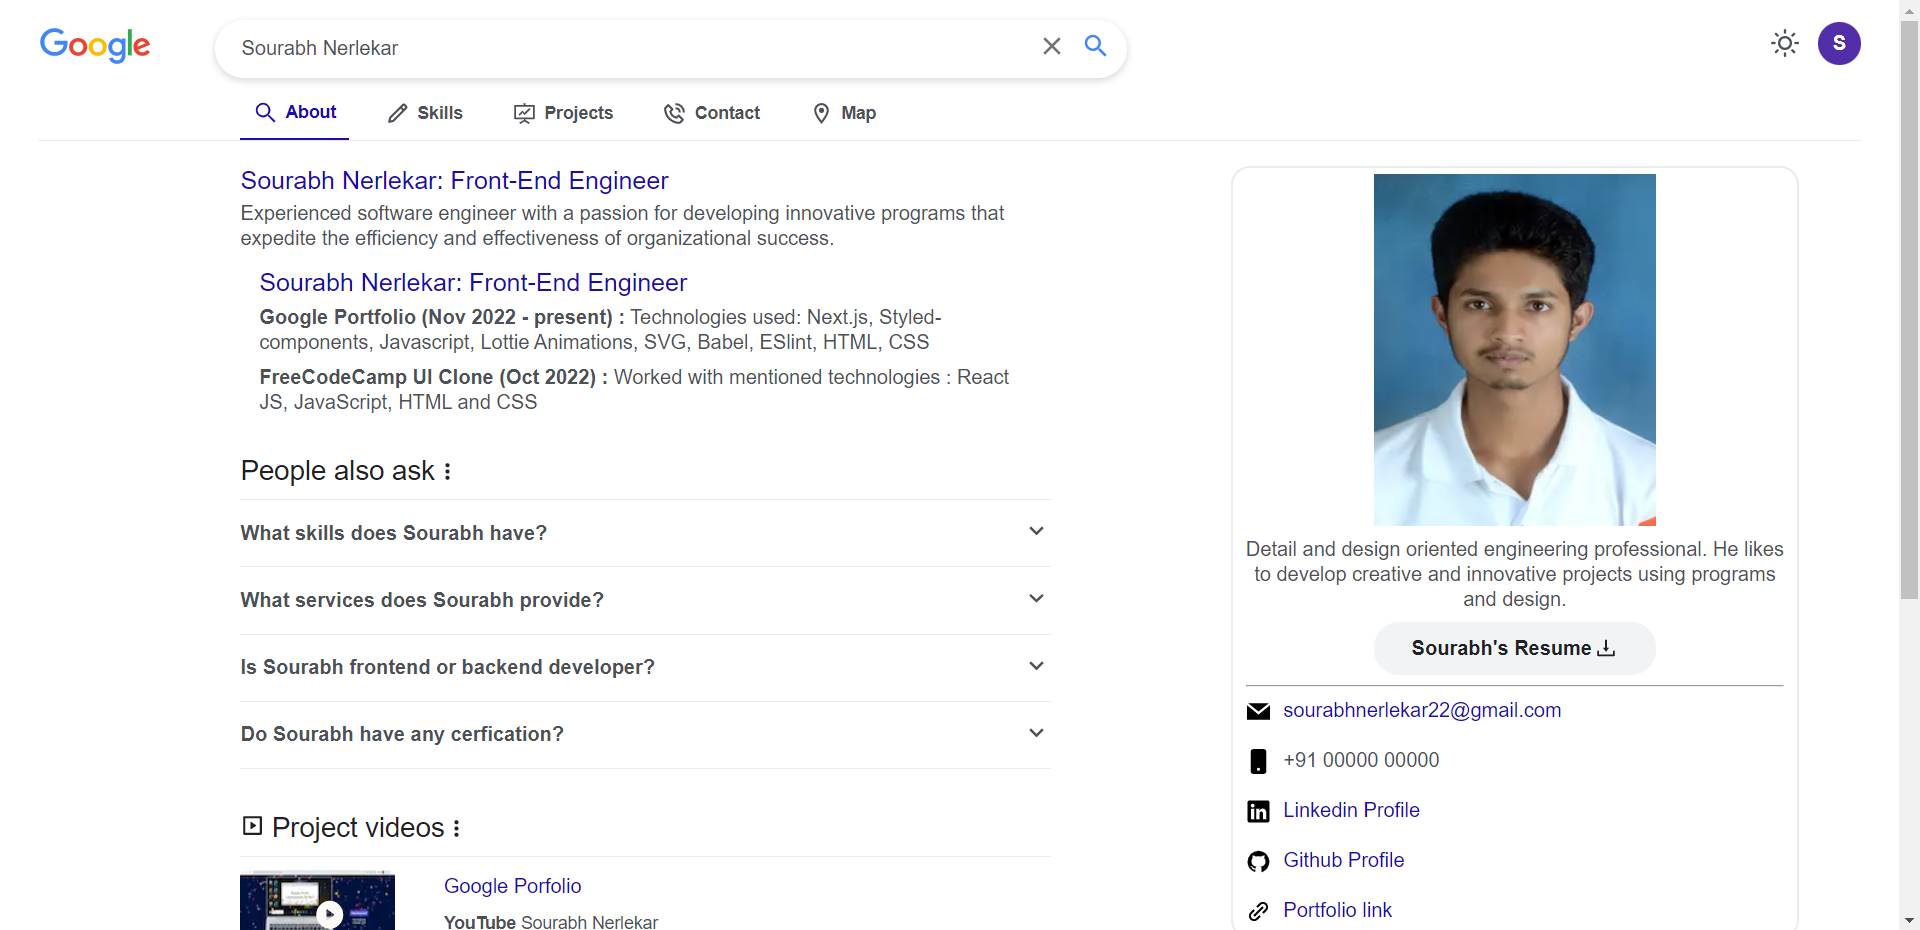 Google
Sourabh Nerlekar
S
About
Skills
Projects
Contact
Map
Sourabh Nerlekar: Front-End Engineer
Experienced software engineer with a passion for developing innovative programs that
expedite the efficiency and effectiveness of organizational success.
Sourabh Nerlekar: Front-End Engineer
Google Portfolio (Nov 2022 - present) : Technologies used: Next.js, Styled-
components, Javascript, Lottie Animations, SVG, Babel, ESlint, HTML, CSS
FreeCodeCamp UI Clone (Oct 2022) : Worked with mentioned technologies : React
JS, JavaScript, HTML and CSS
People also ask
What skills does Sourabh have?
What services does Sourabh provide?
Is Sourabh frontend or backend developer?
Do Sourabh have any cerfication?
Project videos
Google Porfolio
YouTube Sourabh Nerlekar
Detail and design oriented engineering professional. He likes
to develop creative and innovative projects using programs
and design.
Sourabh's Resume
sourabhnerlekar22@gmail.com
+91 00000 00000
Linkedin Profile
Github Profile
Portfolio link